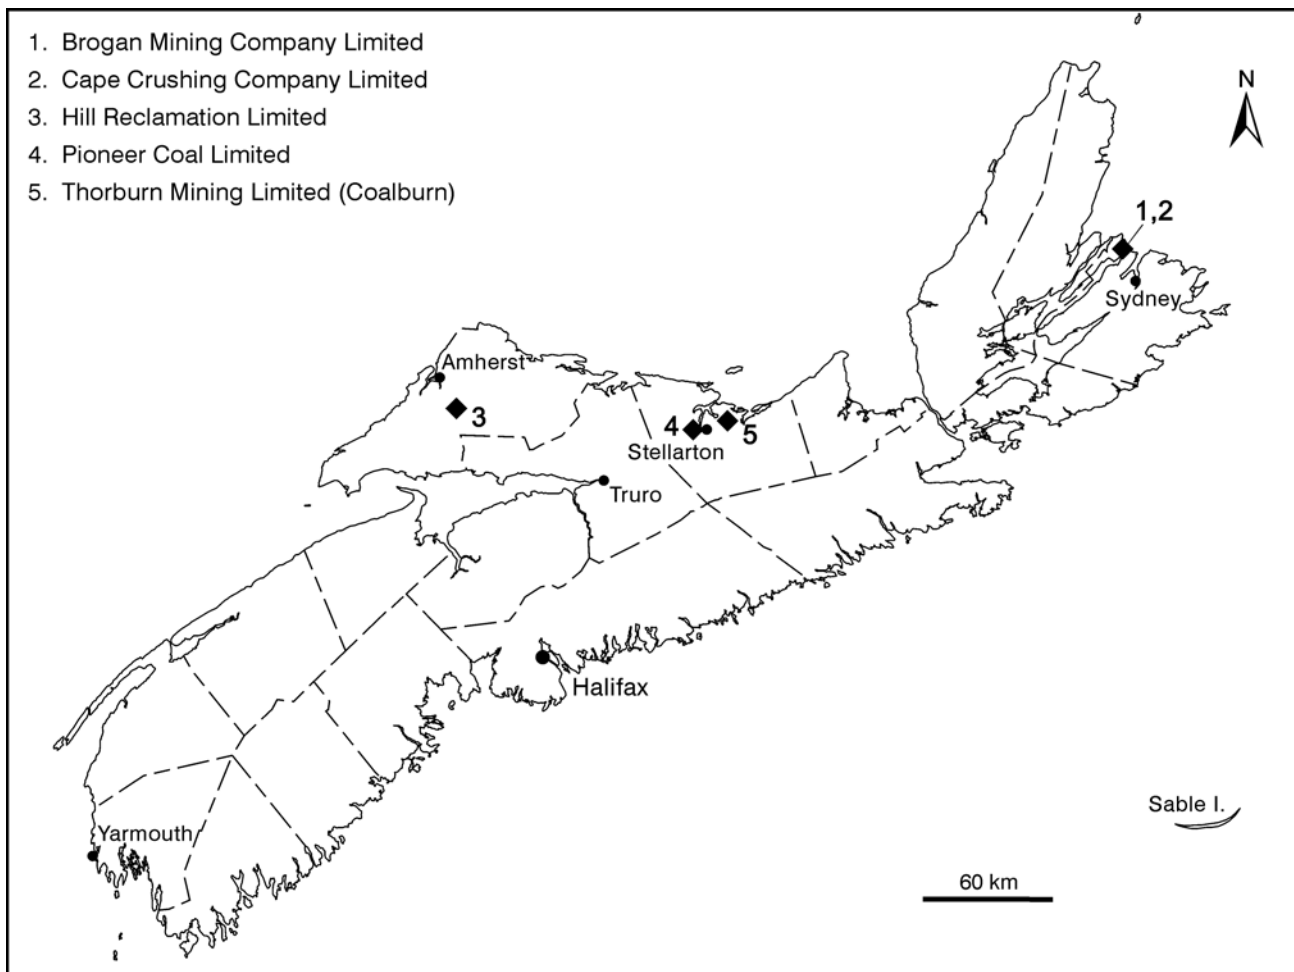 1. Brogan Mining Company Limited
2. Cape Crushing Company Limited
3. Hill Reclamation Limited
4. Pioneer Coal Limited
5. Thorburn Mining Limited (Coalburn)
N
1,2
Sydney
Amherst
3
4
5
Stellarton
Truro
Halifax
Sable I.
Yarmouth
60 km